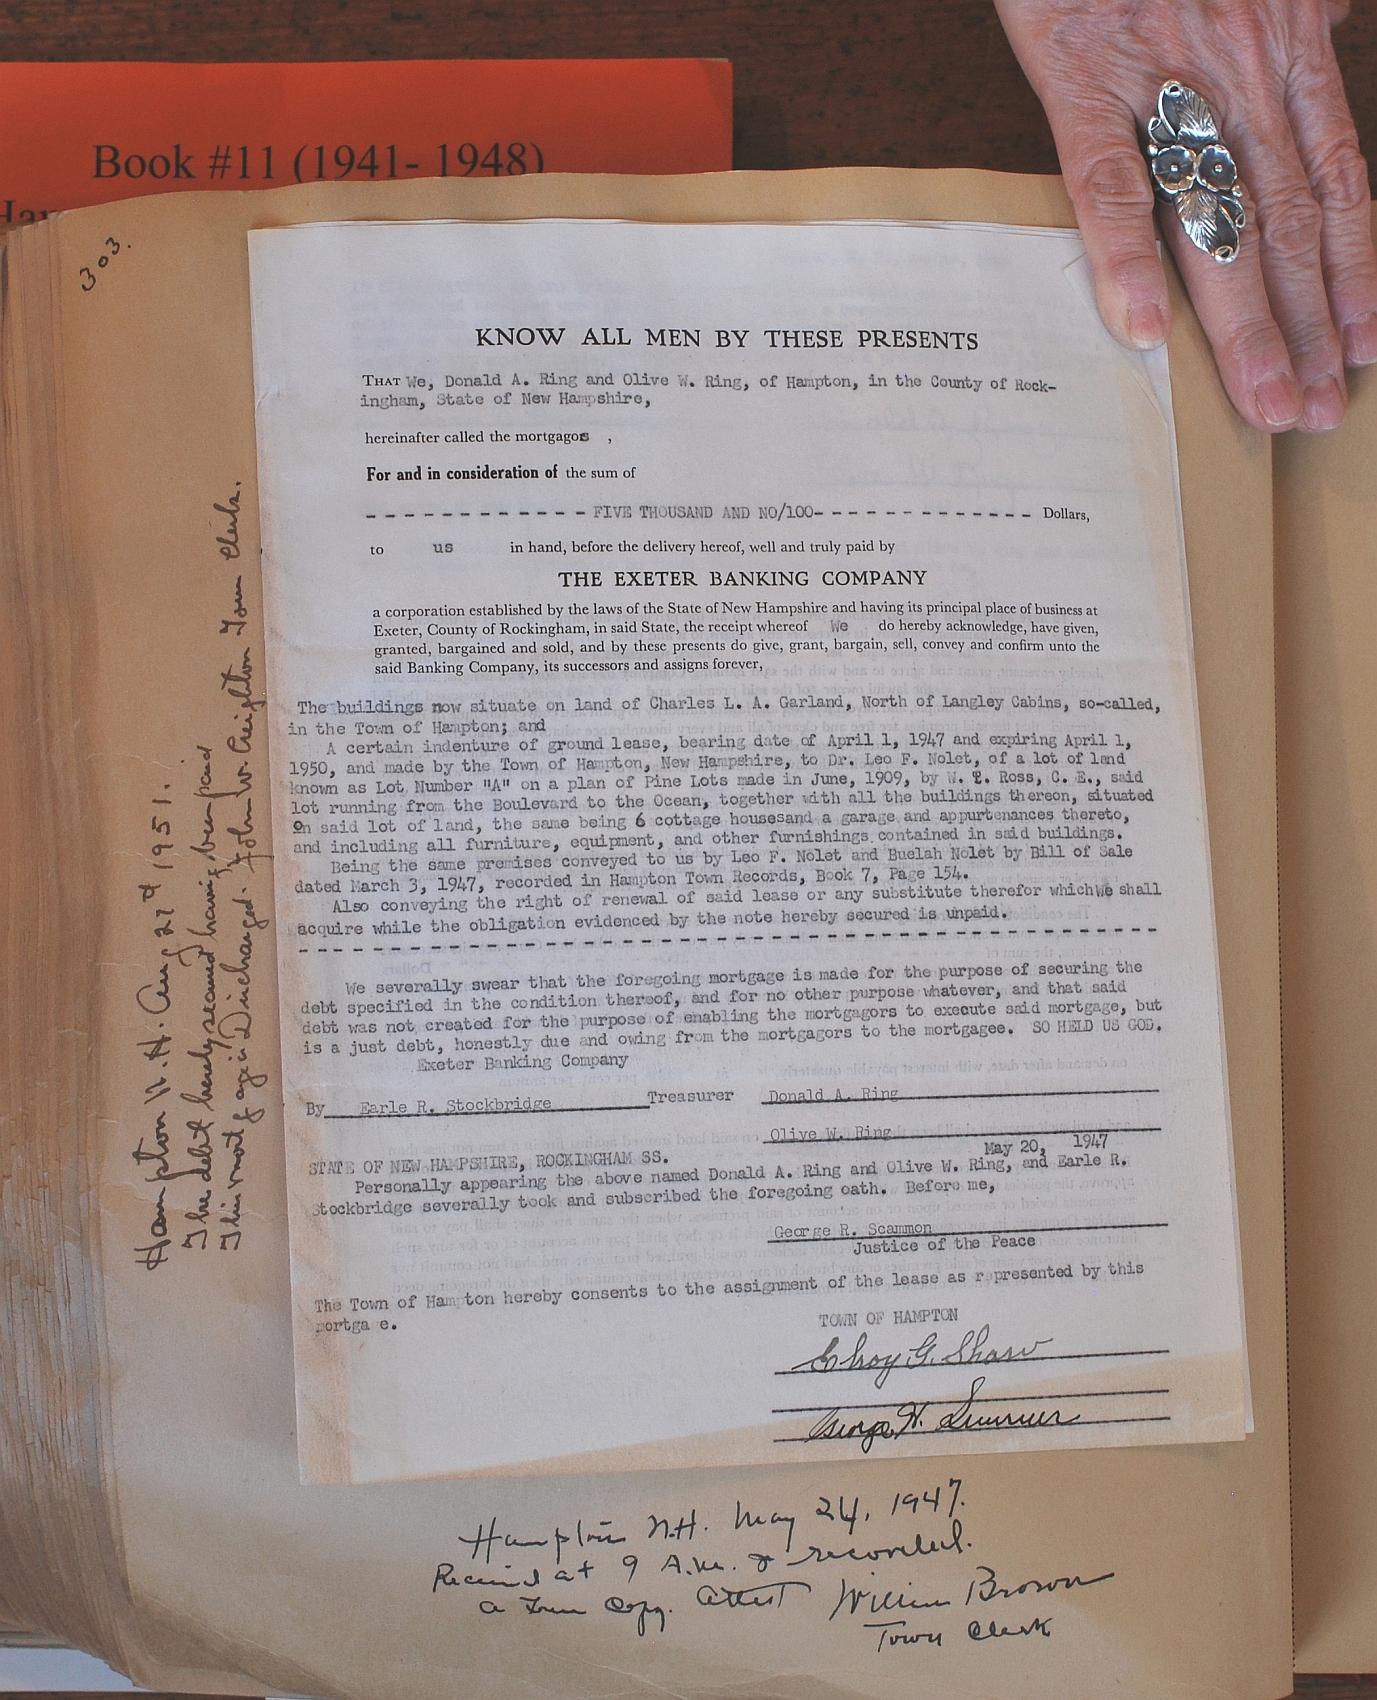 Book #11 (1941- 1948)
303.
KNOW ALL MEN BY THESE PRESENTS
THAT We, Donald A. Ring and Olive W. Ring, of Hampton, in the County of Rock-
ingham, State of New Hampshire,
hereinafter called the mortgagos ,
For and in consideration of the sum of
- - - - - - - - - - - - - FIVE THOUSAND AND NO/100- - - - - - - - - - - - - - Dollars,
to us in hand, before the delivery hereof, well and truly paid by
THE EXETER BANKING COMPANY
a corporation established by the laws of the State of New Hampshire and having its principal place of business at
Exeter, County of Rockingham, in said State, the receipt whereof We do hereby acknowledge, have given,
granted, bargained and sold, and by these presents do give, grant, bargain, sell, convey and confirm unto the
said Banking Company, its successors and assigns forever,
The buildings now situate on land of Charles L. A. Garland, North of Langley Cabins, so-called,
in the Town of Hampton; and
A certain indenture of ground lease, bearing date of April 1, 1947 and expiring April 1,
1950, and made by the Town of Hampton, New Hampshire, to Dr. Leo F. Nolet, of a lot of land
known as Lot Number "A" on a plan of Pine Lots made in June, 1909, by W. E. Ross, C. E., said
lot running from the Boulevard to the Ocean, together with all the buildings thereon, situated
On said lot of land, the same being 6 cottage housesand a garage and appurtenances thereto,
and including all furniture, equipment, and other furnishings contained in said buildings.
Being the same premises conveyed to us by Leo F. Nolet and Buelah Nolet by Bill of Sale
dated March 3, 1947, recorded in Hampton Town Records, Book 7, Page 154.
Also conveying the right of renewal of said lease or any substitute therefor whichWe shall
acquire while the obligation evidenced by the note hereby secured is unpaid.
We severally swear that the foregoing mortgage is made for the purpose of securing the
debt specified in the condition thereof, and for no other purpose whatever, and that said
debt was not created for the purpose of enabling the mortgagors to execute said mortgage, but
is a just debt, honestly due and owing from the mortgagors to the mortgagee. SO HELD US GOD.
Exeter Banking Company
By Earle R. Stockbridge Treasurer Donald A. Ring
Olive W. Ring
May 20, 1947
STATE OF NEW HAMPSHIRE, ROCKINGHAM SS.
Personally appearing the above named Donald A. Ring and Olive W. Ring, and Earle R.
Stockbridge severally took and subscribed the foregoing oath. Before me,
George R. Scammon
Justice of the Peace
The Town of Hampton hereby consents to the assignment of the lease as r presented by this
mortga e.
TOWN OF HAMPTON
Elroy G. Shaw
George W. Summer
Hampton N.H. May 24, 1947.
Received at 9 A.M. & recorded.
a True Copy. Attest William Brown
Town Clerk
Hampton N.H. Aug 22d 1951.
The debt hereby secured having been paid
This mortgage is Discharged. John W. Creighton Town Clerk.